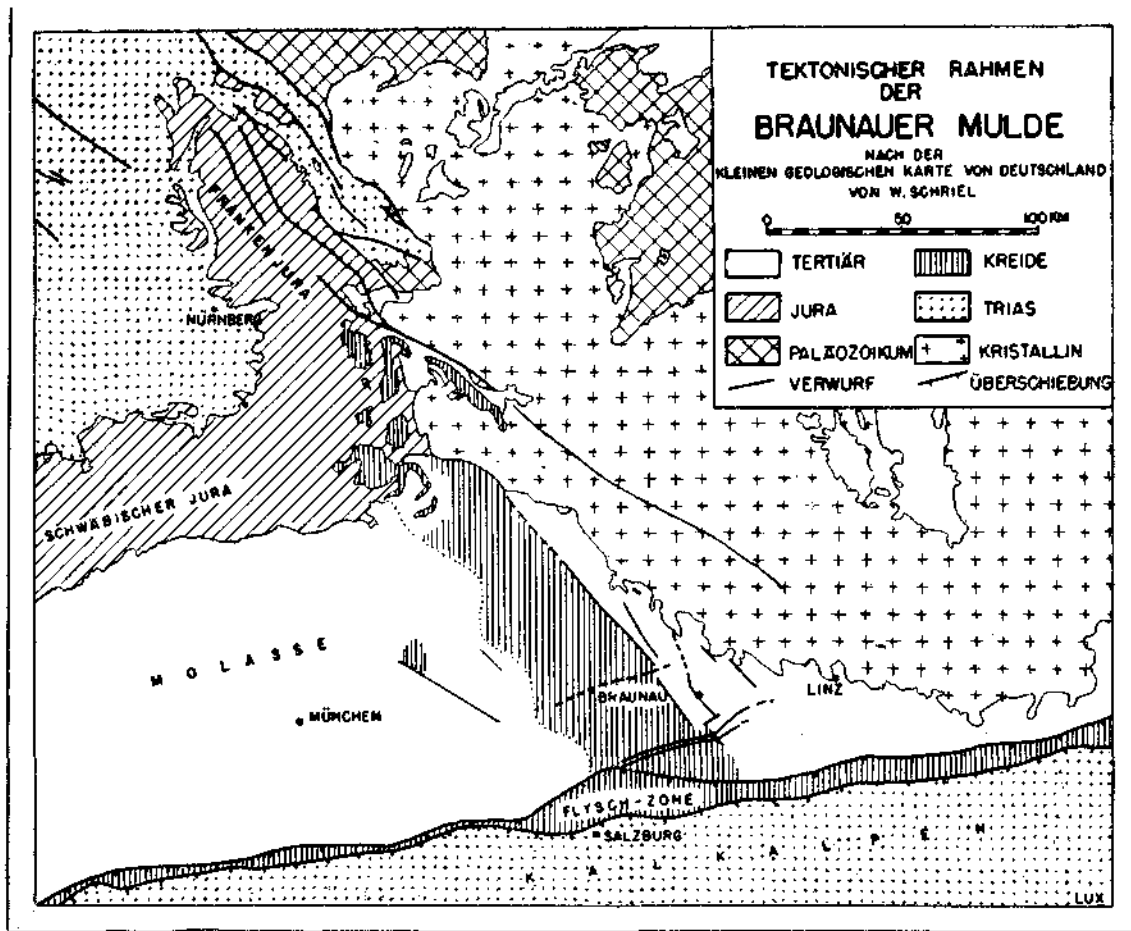 TEKTONISCHER RAHMEN
DER
BRAUNAUER MULDE
NACH DER
KLEINEN GEOLOGISCHEN KARTE VON DEUTSCHLAND
VON W. SCHRIEL
0 50 100 KM
TERTIÄR
KREIDE
JURA
TRIAS
PALÄOZOIKUM
KRISTALLIN
VERWURF
ÜBERSCHIEBUNG
FRANKEN JURA
NÜRNBERG
SCHWÄBISCHER JURA
MOLASSE
MÜNCHEN
BRAUNAU
LINZ
FLYSCH-ZONE
SALZBURG
KALKALPEN
LUX